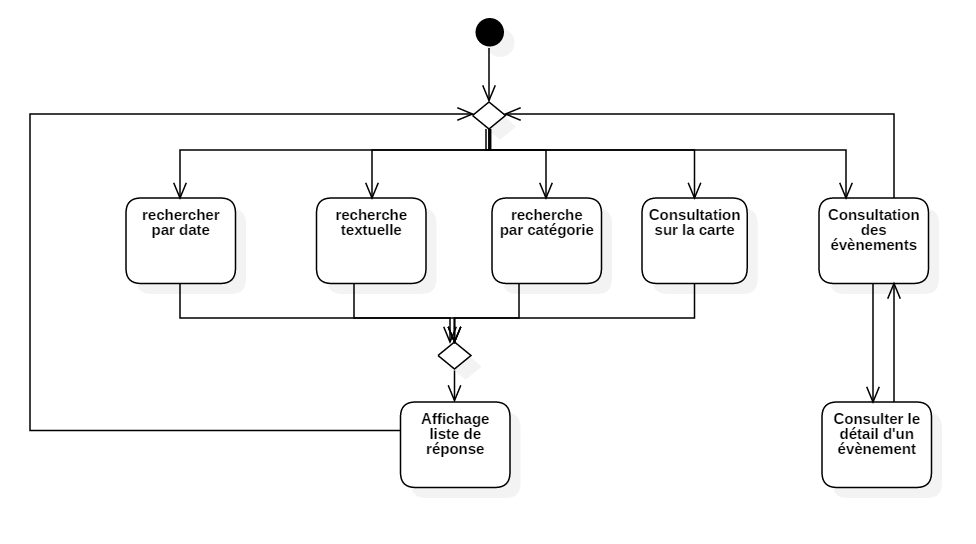 rechercher
par date
recherche
textuelle
recherche
par catégorie
Consultation
sur la carte
Consultation
des
évènements
Affichage
liste de
réponse
Consulter le
détail d'un
évènement